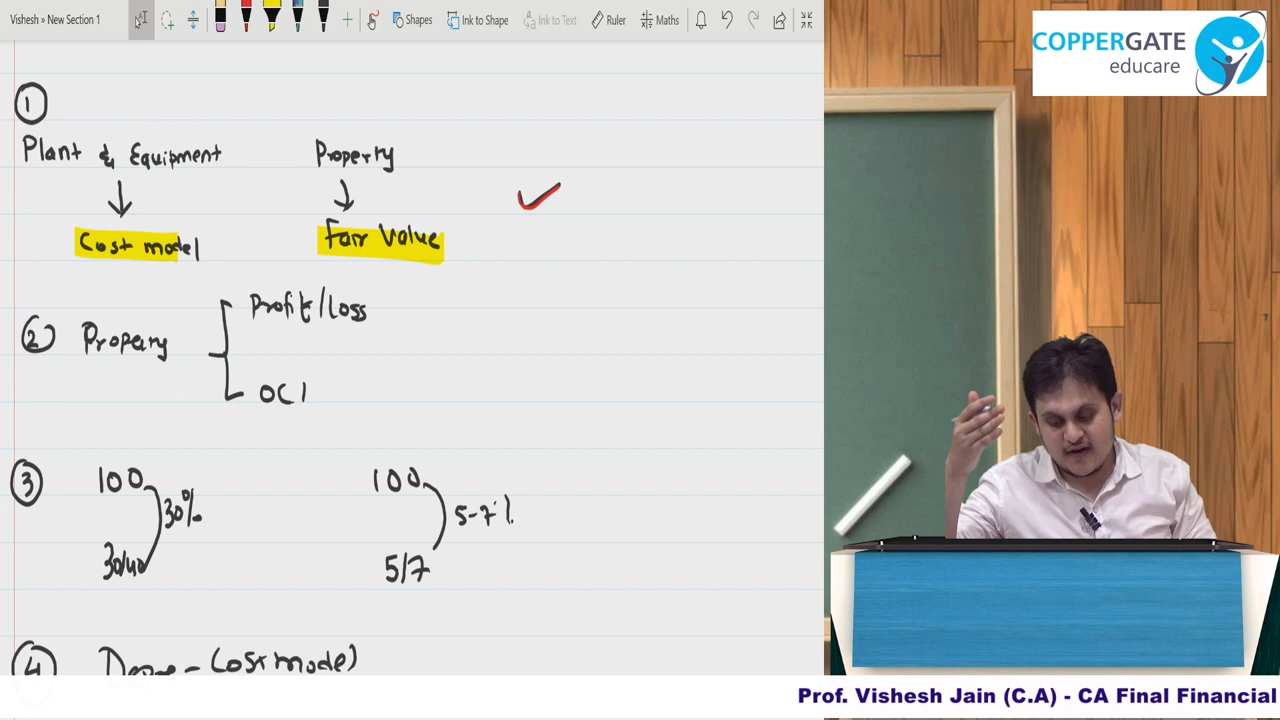 Vishesh » New Section 1
Shapes
Ink to Shape
Ink to Text
Ruler
Maths
COPPERGATE
educare
1
Plant & Equipment Property
Cost model Fair Value
2 Property Profit/Loss
OCI
3 100 30% 100 5-7%
30/40 5/7
4 - Cost model
Prof. Vishesh Jain (C.A) - CA Final Financial